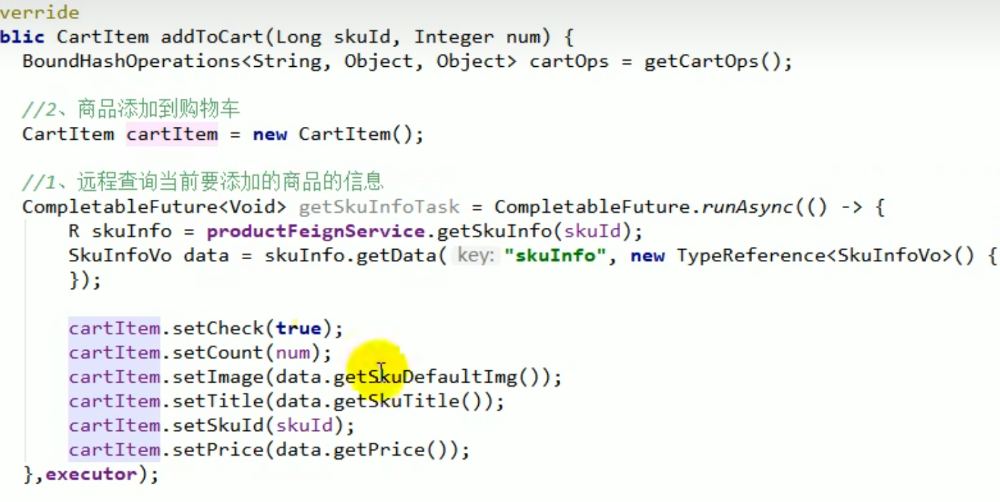 verride
blic CartItem addToCart(Long skuId, Integer num) {
BoundHashOperations<String, Object, Object> cartOps = getCartOps();
//2、商品添加到购物车
CartItem cartItem = new CartItem();
//1、远程查询当前要添加的商品的信息
CompletableFuture<Void> getSkuInfoTask = CompletableFuture.runAsync(() -> {
R skuInfo = productFeignService.getSkuInfo(skuId);
SkuInfoVo data = skuInfo.getData( key: "skuInfo", new TypeReference<SkuInfoVo>() {
});
cartItem.setCheck(true);
cartItem.setCount(num);
cartItem.setImage(data.getSkuDefaultImg());
cartItem.setTitle(data.getSkuTitle());
cartItem.setSkuId(skuId);
cartItem.setPrice(data.getPrice());
},executor);